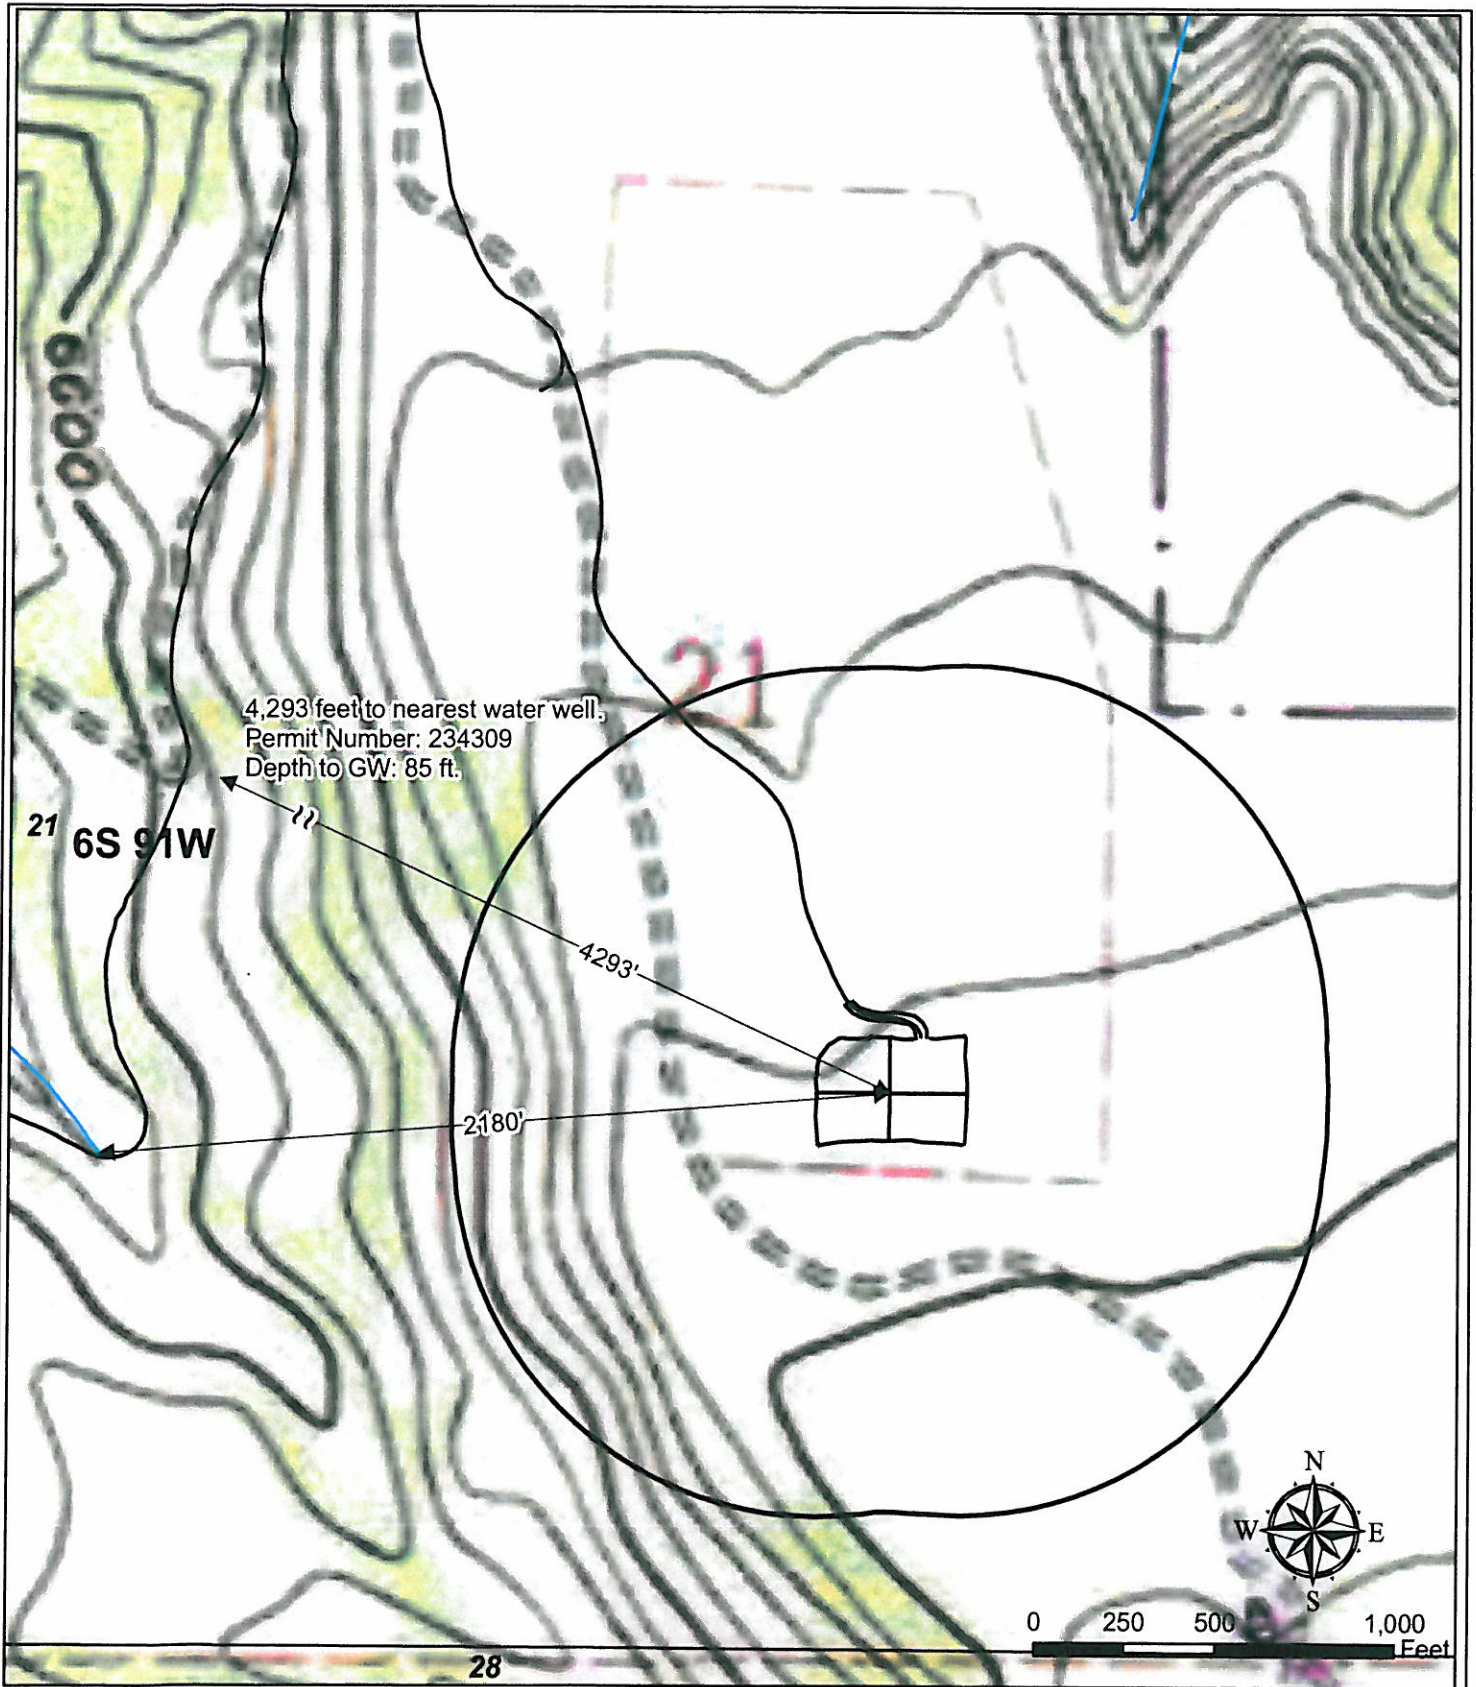 6600
21
4,293 feet to nearest water well.
Permit Number: 234309
Depth to GW: 85 ft.
21
6S 91W
4293'
2180'
N
W E
S
0 250 500 1,000
Feet
28